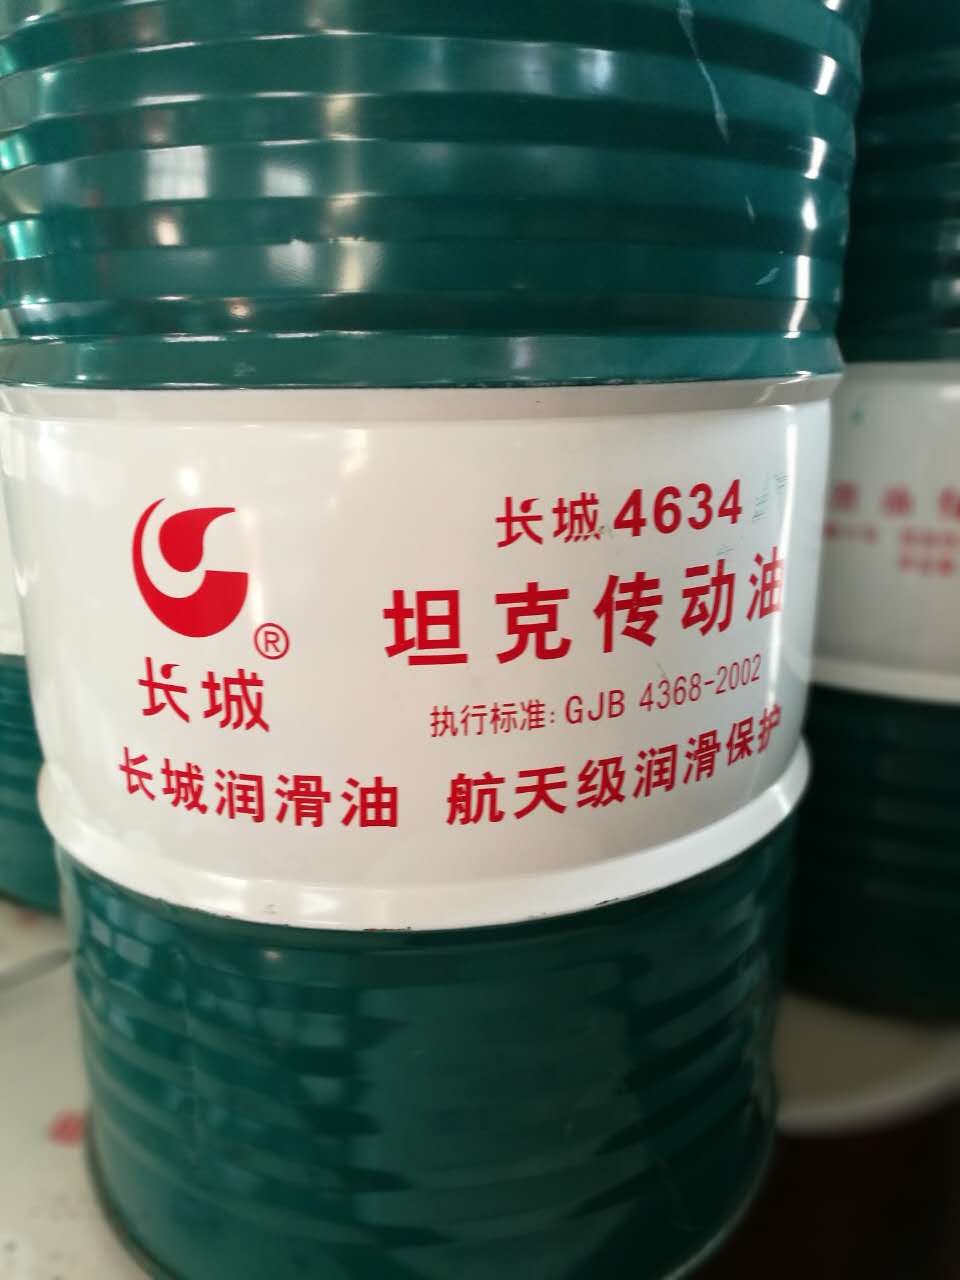 长城4634
坦克传动油
执行标准:GJB 4368-2002
®
长城
长城润滑油 航天级润滑保护